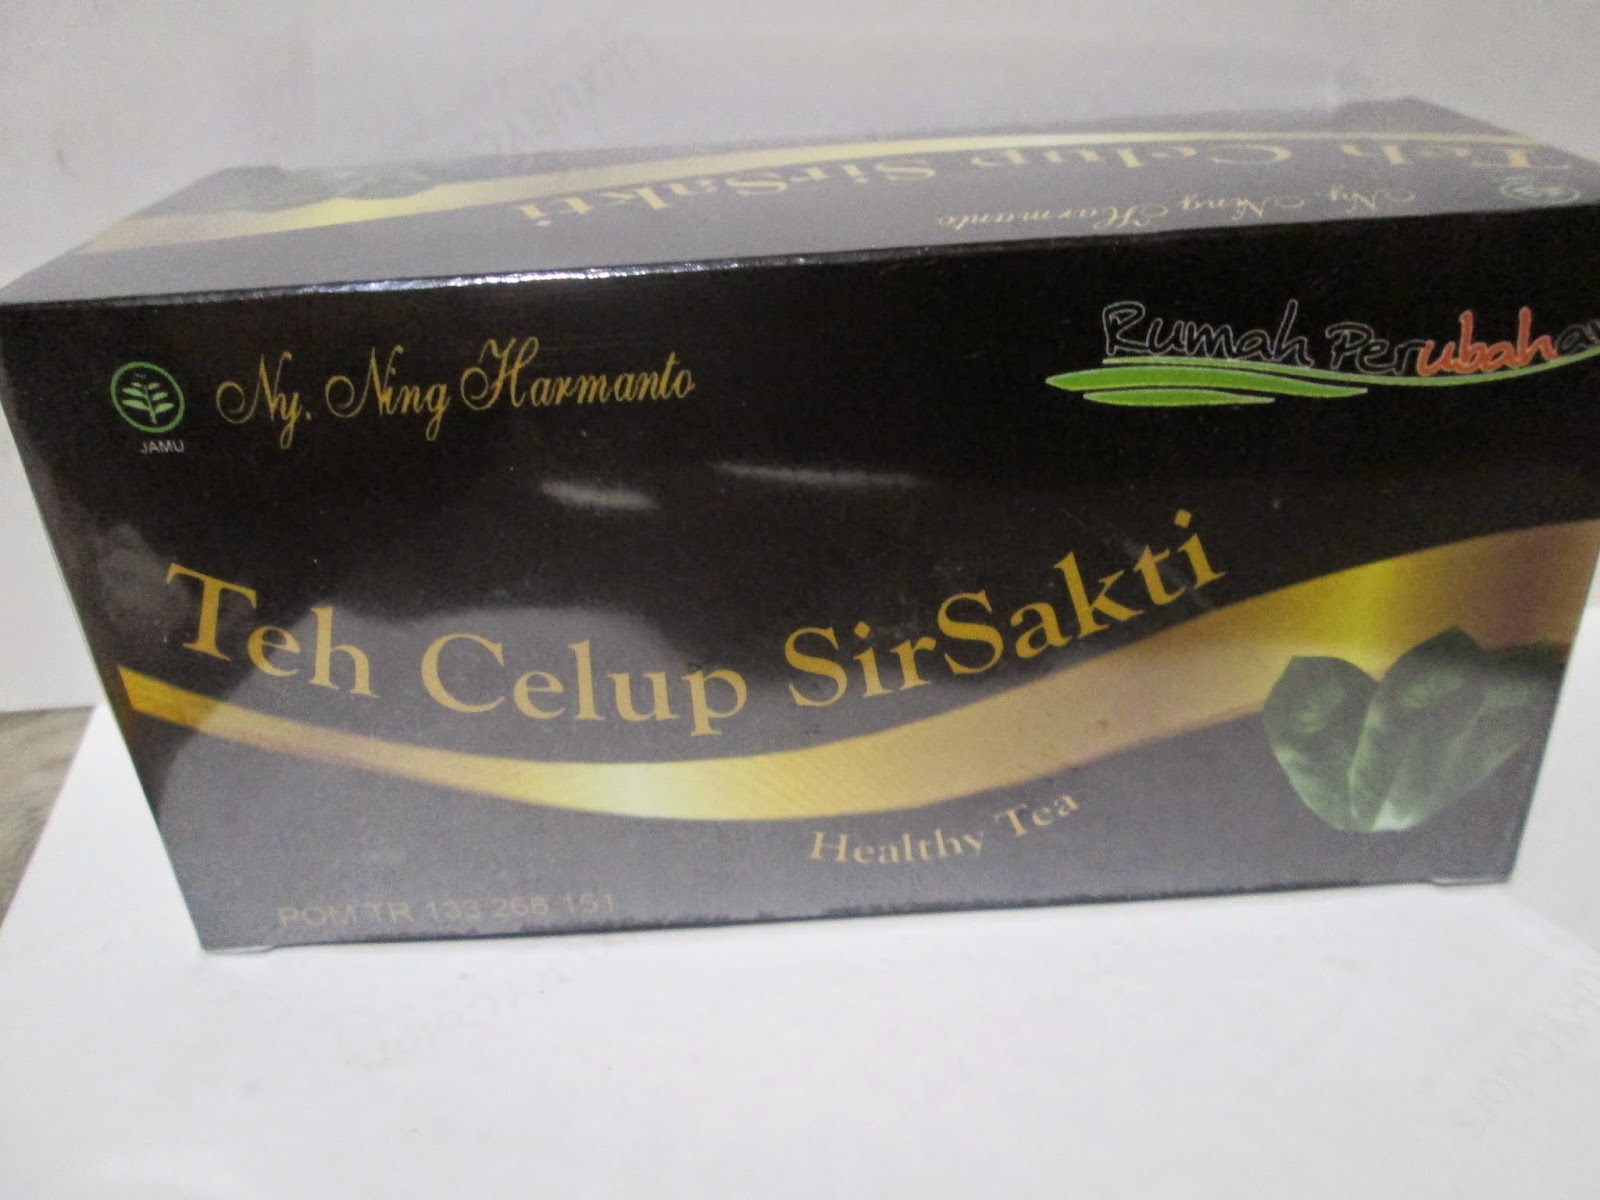 Teh Celup SirSakti
Ny. Ning Harmanto
JAMU
Ny. Ning Harmanto
Rumah Perubahan
Teh Celup SirSakti
Healthy Tea
POM TR 133 268 151